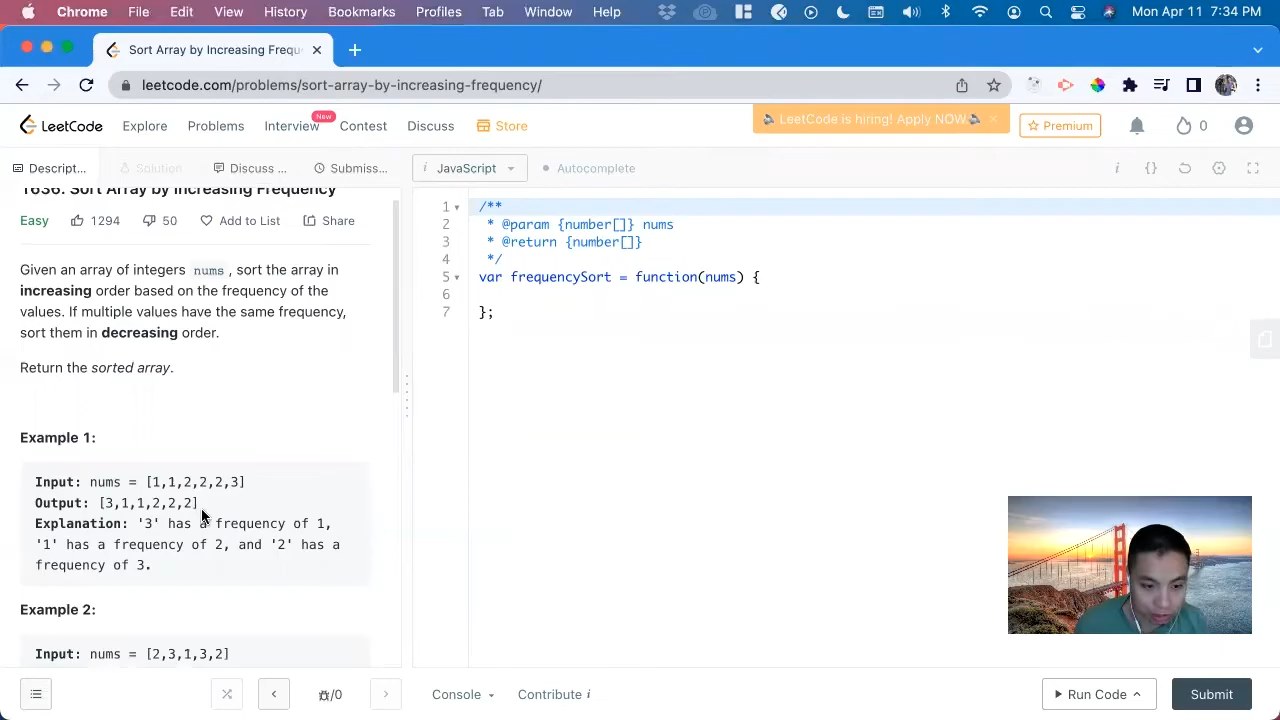 Chrome File Edit View History Bookmarks Profiles Tab Window Help Mon Apr 11 7:34 PM
Sort Array by Increasing Frequ
leetcode.com/problems/sort-array-by-increasing-frequency/
LeetCode Explore Problems Interview New Contest Discuss Store LeetCode is hiring! Apply NOW. Premium 0
Descript... Solution Discuss ... Submiss... i JavaScript Autocomplete i {}
1636. Sort Array by Increasing Frequency
Easy 1294 50 Add to List Share
Given an array of integers nums, sort the array in
increasing order based on the frequency of the
values. If multiple values have the same frequency,
sort them in decreasing order.
Return the sorted array.
Example 1:
Input: nums = [1,1,2,2,2,3]
Output: [3,1,1,2,2,2]
Explanation: '3' has a frequency of 1,
'1' has a frequency of 2, and '2' has a
frequency of 3.
Example 2:
Input: nums = [2,3,1,3,2]
1 /**
2 * @param {number[]} nums
3 * @return {number[]}
4 */
5 var frequencySort = function(nums) {
6
7 };
/0 Console Contribute i Run Code Submit